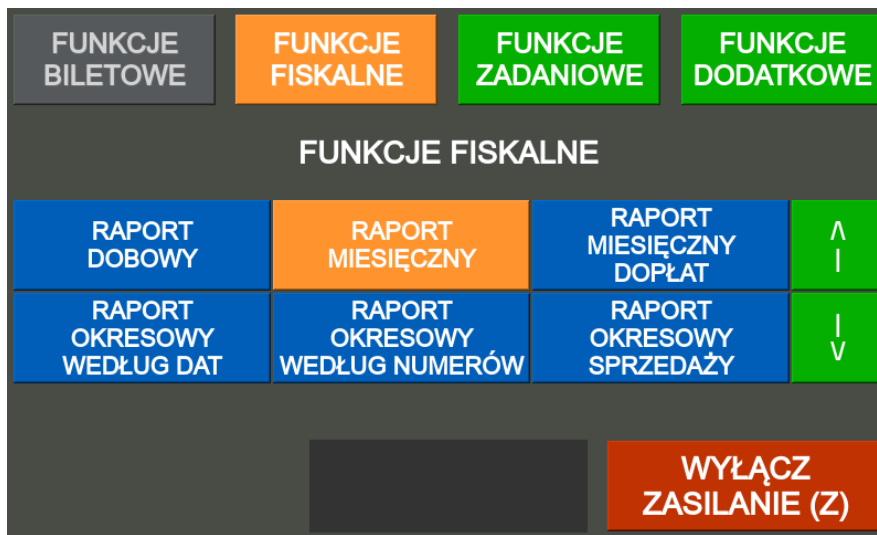 FUNKCJE
BILETOWE
FUNKCJE
FISKALNE
FUNKCJE
ZADANIOWE
FUNKCJE
DODATKOWE
FUNKCJE FISKALNE
RAPORT
DOBOWY
RAPORT
MIESIĘCZNY
RAPORT
MIESIĘCZNY
DOPŁAT
RAPORT
OKRESOWY
WEDŁUG DAT
RAPORT
OKRESOWY
WEDŁUG NUMERÓW
RAPORT
OKRESOWY
SPRZEDAŻY
WYŁĄCZ
ZASILANIE (Z)